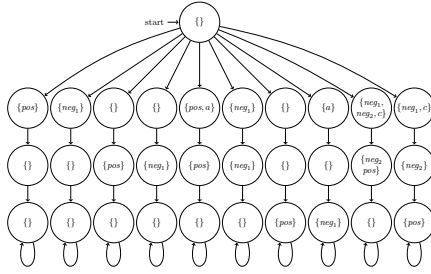 start {}
{pos} {neg₁} {} {} {pos, a} {neg₁} {} {a} {neg₁, {neg₁, c}
neg₂, c}
{} {} {pos} {neg₁} {pos} {neg₁} {} {} {neg₂ {neg₂}
pos}
{} {} {} {} {} {} {pos} {neg₁} {} {pos}